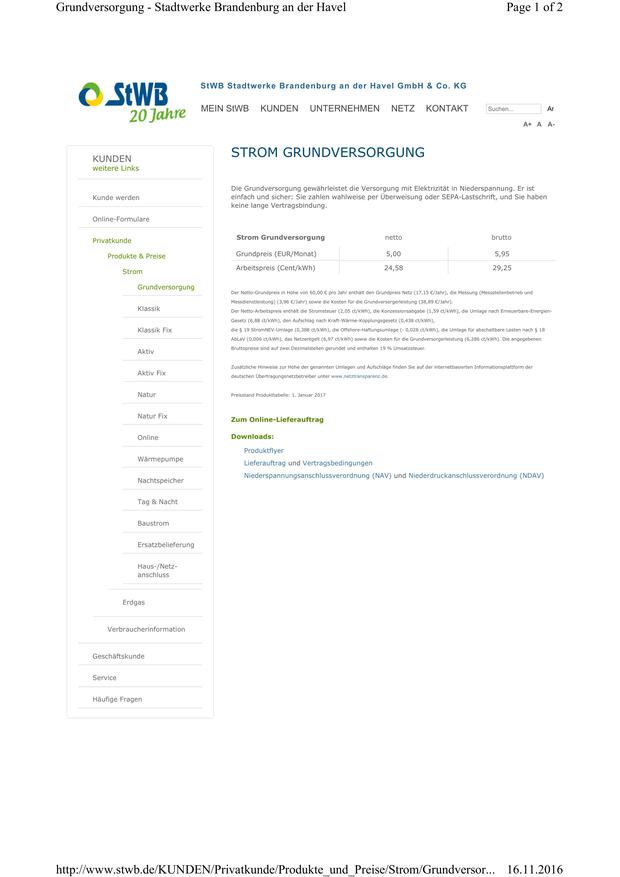 Grundversorgung - Stadtwerke Brandenburg an der Havel
Page 1 of 2
StWB
20 Jahre
StWB Stadtwerke Brandenburg an der Havel GmbH & Co. KG
MEIN StWB KUNDEN UNTERNEHMEN NETZ KONTAKT
Suchen... Ar
A+ A A-
KUNDEN
weitere Links
Kunde werden
Online-Formulare
Privatkunde
Produkte & Preise
Strom
Grundversorgung
Klassik
Klassik Fix
Aktiv
Aktiv Fix
Natur
Natur Fix
Online
Wärmepumpe
Nachtspeicher
Tag & Nacht
Baustrom
Ersatzbelieferung
Haus-/Netz-
anschluss
Erdgas
Verbraucherinformation
Geschäftskunde
Service
Häufige Fragen
STROM GRUNDVERSORGUNG
Die Grundversorgung gewährleistet die Versorgung mit Elektrizität in Niederspannung. Er ist
einfach und sicher: Sie zahlen wahlweise per Überweisung oder SEPA-Lastschrift, und Sie haben
keine lange Vertragsbindung.
Strom Grundversorgung netto brutto
Grundpreis (EUR/Monat) 5,00 5,95
Arbeitspreis (Cent/kWh) 24,58 29,25
Der Netto-Grundpreis in Höhe von 60,00 € pro Jahr enthält den Grundpreis Netz (17,15 €/Jahr), die Messung (Messstellenbetrieb und
Messdienstleistung) (3,96 €/Jahr) sowie die Kosten für die Grundversorgerleistung (38,89 €/Jahr).
Der Netto-Arbeitspreis enthält die Stromsteuer (2,05 ct/kWh), die Konzessionsabgabe (1,59 ct/kWh), die Umlage nach Erneuerbare-Energien-
Gesetz (6,88 ct/kWh), den Aufschlag nach Kraft-Wärme-Kopplungsgesetz (0,438 ct/kWh),
die § 19 StromNEV-Umlage (0,388 ct/kWh), die Offshore-Haftungsumlage (- 0,028 ct/kWh), die Umlage für abschaltbare Lasten nach § 18
AbLaV (0,006 ct/kWh), das Netzentgelt (6,97 ct/kWh) sowie die Kosten für die Grundversorgerleistung (6,286 ct/kWh). Die angegebenen
Bruttopreise sind auf zwei Dezimalstellen gerundet und enthalten 19 % Umsatzsteuer.
Zusätzliche Hinweise zur Höhe der genannten Umlagen und Aufschläge finden Sie auf der internetbasierten Informationsplattform der
deutschen Übertragungsnetzbetreiber unter www.netztransparenz.de.
Preisstand Produkttabelle: 1. Januar 2017
Zum Online-Lieferauftrag
Downloads:
Produktflyer
Lieferauftrag und Vertragsbedingungen
Niederspannungsanschlussverordnung (NAV) und Niederdruckanschlussverordnung (NDAV)
http://www.stwb.de/KUNDEN/Privatkunde/Produkte_und_Preise/Strom/Grundversor... 16.11.2016